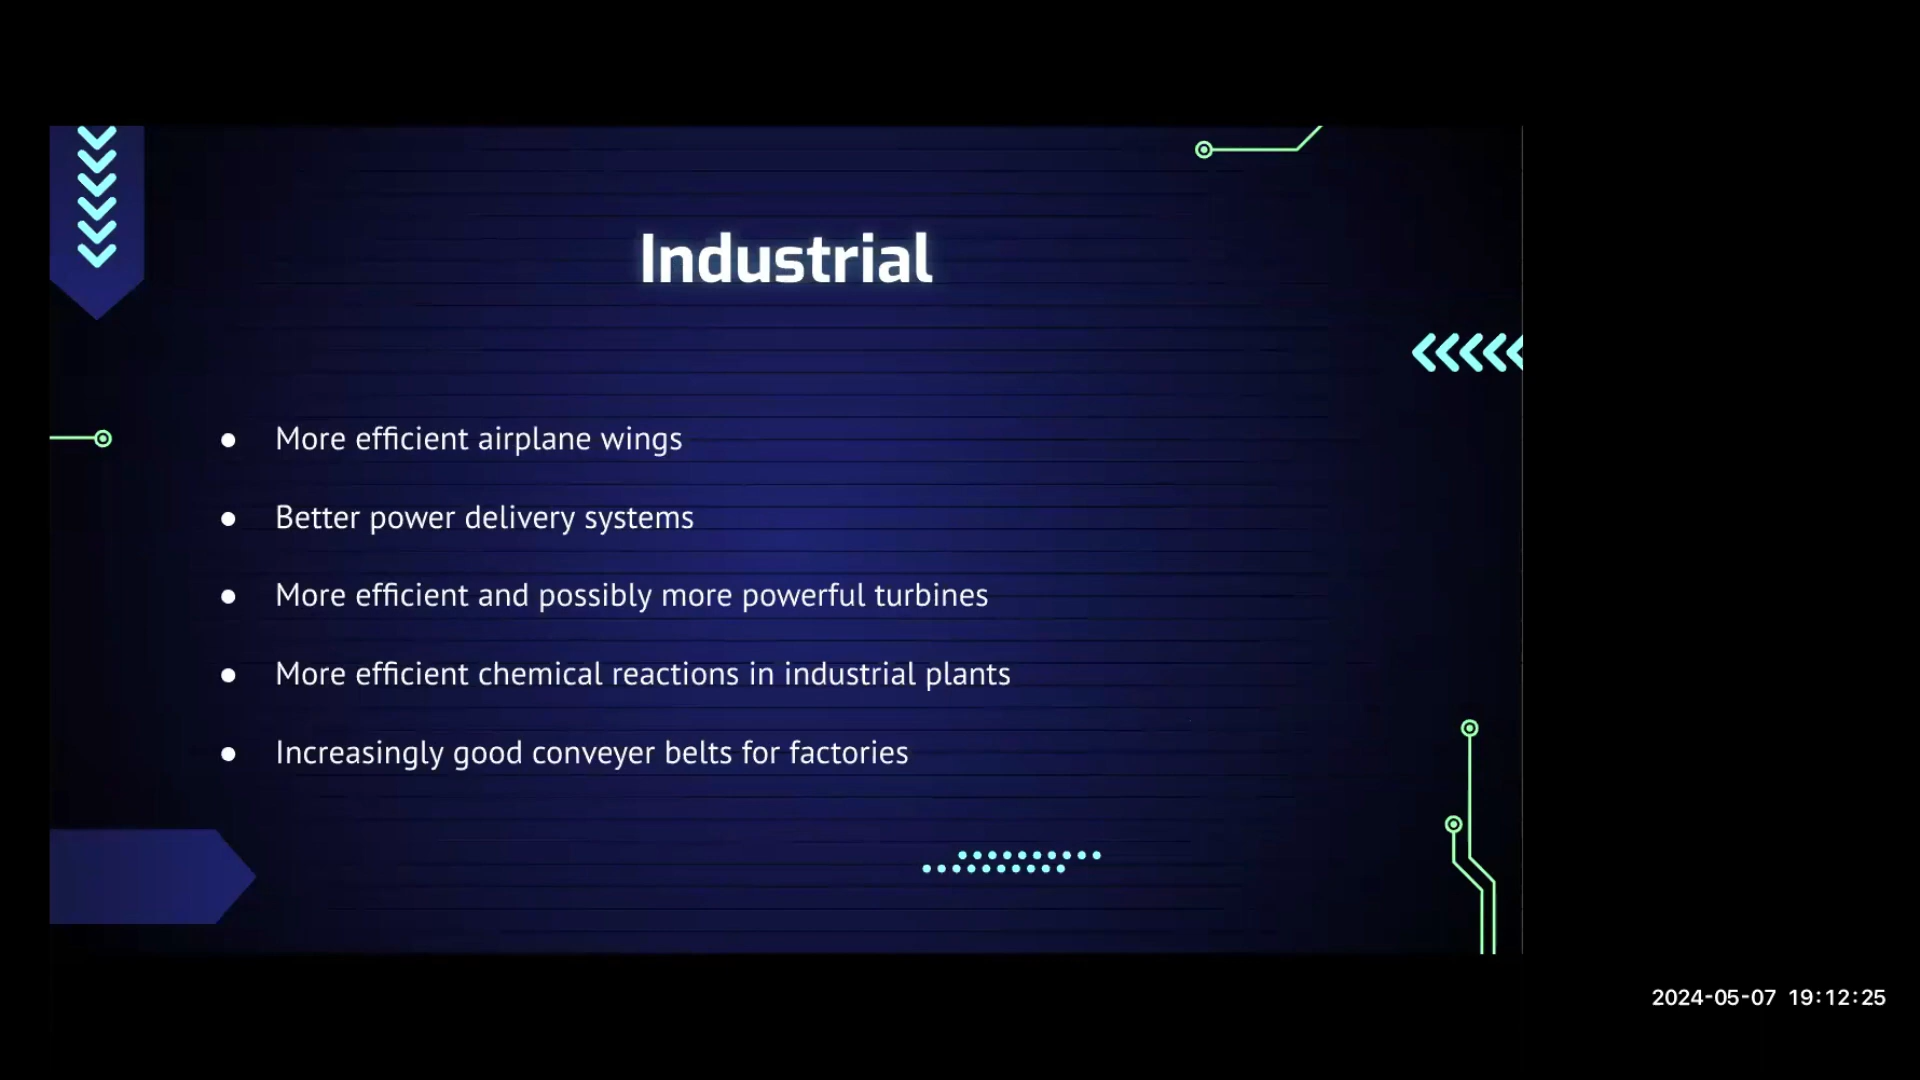 Industrial
● More efficient airplane wings
● Better power delivery systems
● More efficient and possibly more powerful turbines
● More efficient chemical reactions in industrial plants
● Increasingly good conveyer belts for factories
2024-05-07 19:12:25